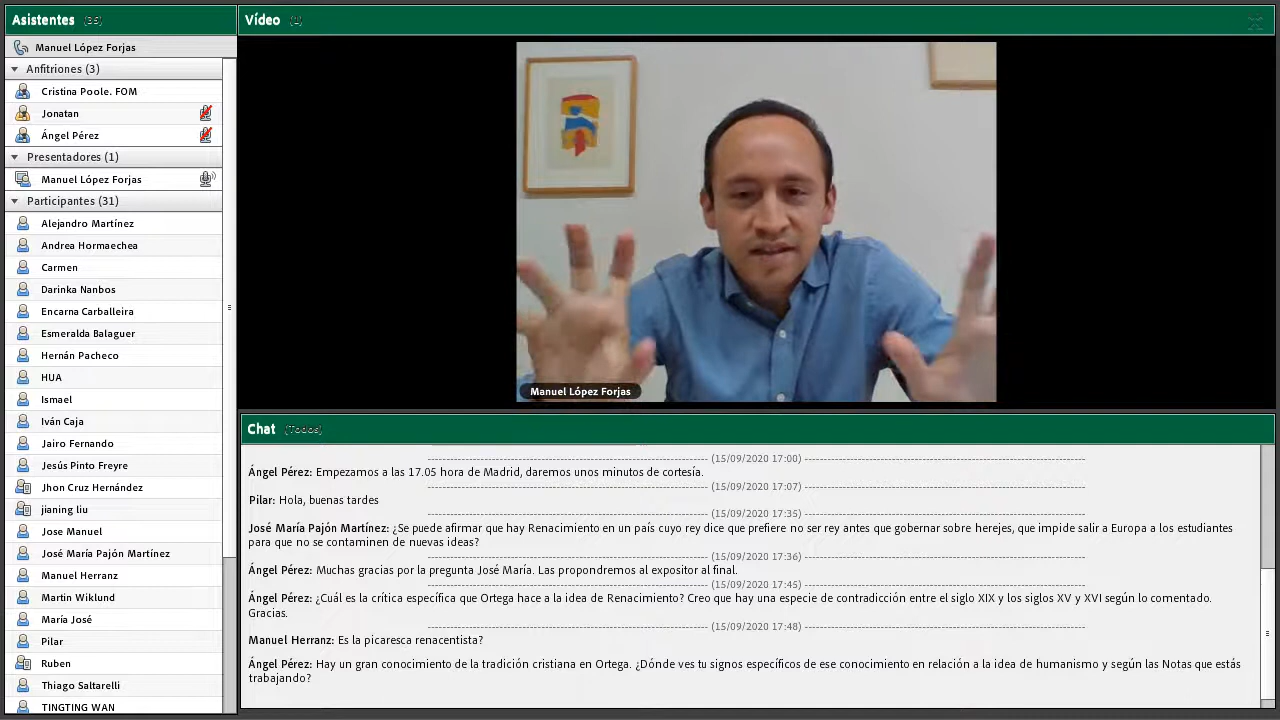 Asistentes (35)
Manuel López Forjas
Anfitriones (3)
Cristina Poole. FOM
Jonatan
Ángel Pérez
Presentadores (1)
Manuel López Forjas
Participantes (31)
Alejandro Martínez
Andrea Hormaechea
Carmen
Darinka Nanbos
Encarna Carballeira
Esmeralda Balaguer
Hernán Pacheco
HUA
Ismael
Iván Caja
Jairo Fernando
Jesús Pinto Freyre
Jhon Cruz Hernández
jianing liu
Jose Manuel
José María Pajón Martínez
Manuel Herranz
Martin Wiklund
María José
Pilar
Ruben
Thiago Saltarelli
TINGTING WAN
Vídeo (1)
Manuel López Forjas
Chat (Todos)
(15/09/2020 17:00)
Ángel Pérez: Empezamos a las 17.05 hora de Madrid, daremos unos minutos de cortesía.
(15/09/2020 17:07)
Pilar: Hola, buenas tardes
(15/09/2020 17:35)
José María Pajón Martínez: ¿Se puede afirmar que hay Renacimiento en un país cuyo rey dice que prefiere no ser rey antes que gobernar sobre herejes, que impide salir a Europa a los estudiantes
para que no se contaminen de nuevas ideas?
(15/09/2020 17:36)
Ángel Pérez: Muchas gracias por la pregunta José María. Las propondremos al expositor al final.
(15/09/2020 17:45)
Ángel Pérez: ¿Cuál es la crítica específica que Ortega hace a la idea de Renacimiento? Creo que hay una especie de contradicción entre el siglo XIX y los siglos XV y XVI según lo comentado.
Gracias.
(15/09/2020 17:48)
Manuel Herranz: Es la picaresca renacentista?
Ángel Pérez: Hay un gran conocimiento de la tradición cristiana en Ortega. ¿Dónde ves tu signos específicos de ese conocimiento en relación a la idea de humanismo y según las Notas que estás
trabajando?